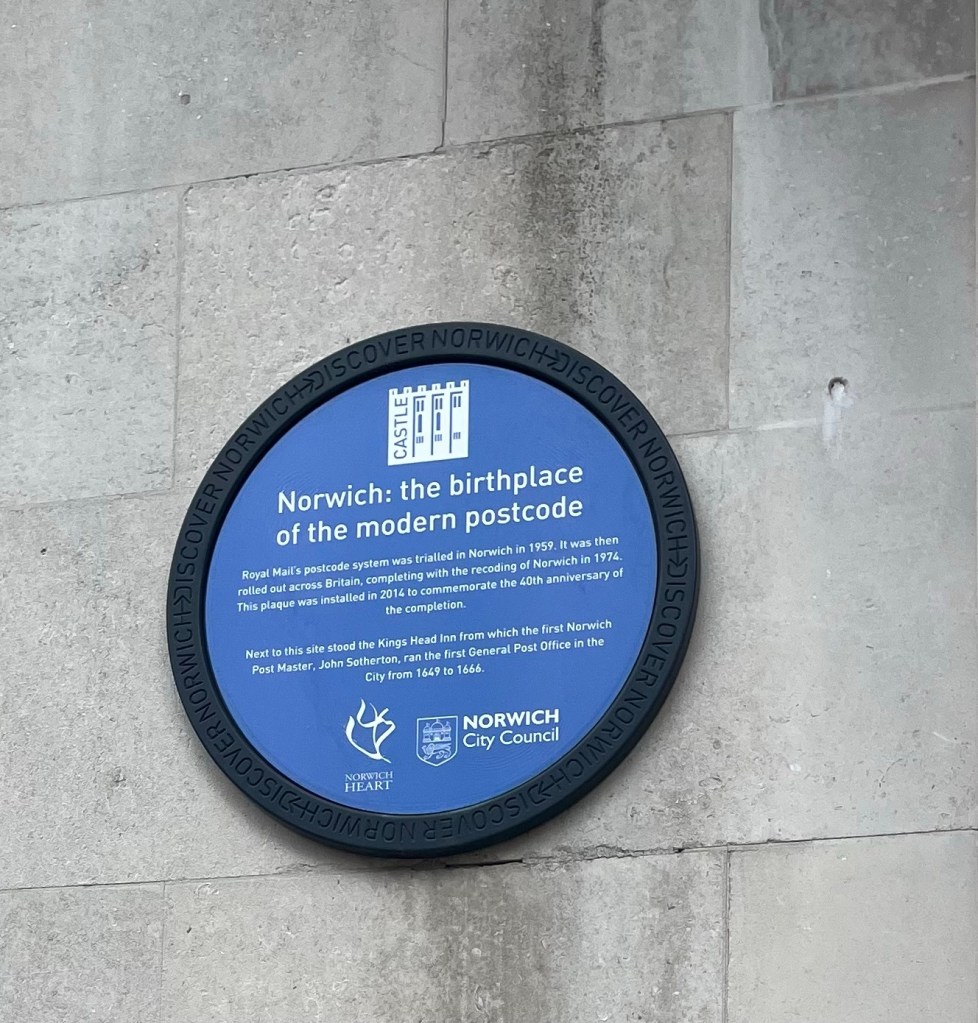 DISCOVER NORWICH→DISCOVER NORWICH→DISCOVER NORWICH→DISCOVER NORWICH→DISCOVER NORWICH→DISCOVER NORWICH→
CASTLE
Norwich: the birthplace
of the modern postcode
Royal Mail's postcode system was trialled in Norwich in 1959. It was then
rolled out across Britain, completing with the recoding of Norwich in 1974.
This plaque was installed in 2014 to commemorate the 40th anniversary of
the completion.
Next to this site stood the Kings Head Inn from which the first Norwich
Post Master, John Sotherton, ran the first General Post Office in the
City from 1649 to 1666.
NORWICH
HEART
NORWICH
City Council